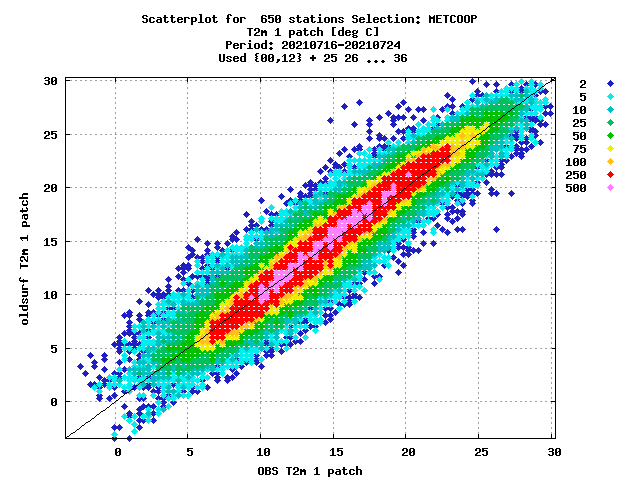 Scatterplot for  650 stations Selection: METCOOP
T2m 1 patch [deg C]
Period: 20210716-20210724
Used {00,12} + 25 26 ... 36
30
25
20
15
10
5
0
oldsurf T2m 1 patch
0 5 10 15 20 25 30
OBS T2m 1 patch
2
5
10
25
50
75
100
250
500